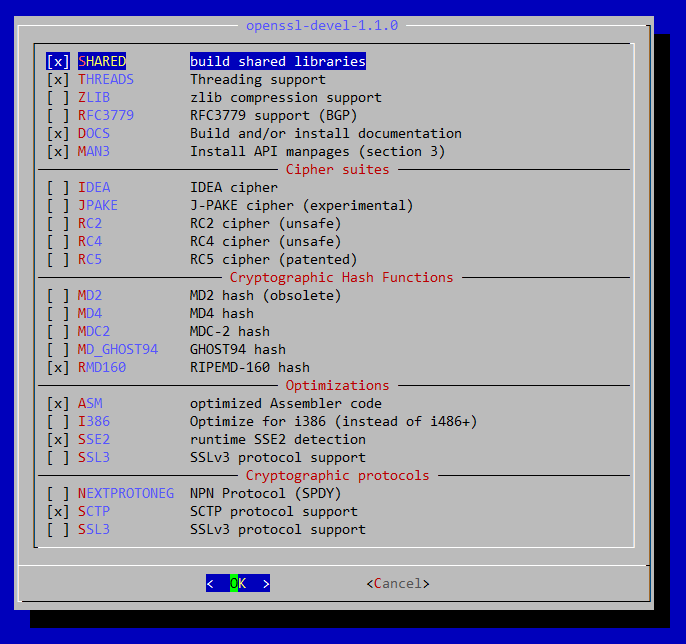 openssl-devel-1.1.0
[x] SHARED build shared libraries
[x] THREADS Threading support
[ ] ZLIB zlib compression support
[ ] RFC3779 RFC3779 support (BGP)
[x] DOCS Build and/or install documentation
[x] MAN3 Install API manpages (section 3)
Cipher suites
[ ] IDEA IDEA cipher
[ ] JPAKE J-PAKE cipher (experimental)
[ ] RC2 RC2 cipher (unsafe)
[ ] RC4 RC4 cipher (unsafe)
[ ] RC5 RC5 cipher (patented)
Cryptographic Hash Functions
[ ] MD2 MD2 hash (obsolete)
[ ] MD4 MD4 hash
[ ] MDC2 MDC-2 hash
[ ] MD_GHOST94 GHOST94 hash
[x] RMD160 RIPEMD-160 hash
Optimizations
[x] ASM optimized Assembler code
[ ] I386 Optimize for i386 (instead of i486+)
[x] SSE2 runtime SSE2 detection
[ ] SSL3 SSLv3 protocol support
Cryptographic protocols
[ ] NEXTPROTONEG NPN Protocol (SPDY)
[x] SCTP SCTP protocol support
[ ] SSL3 SSLv3 protocol support
< OK > <Cancel>